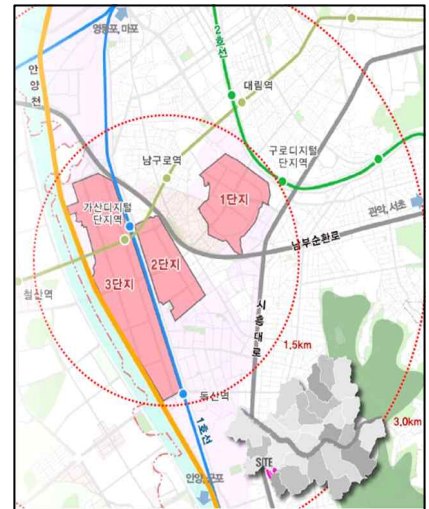 영등포, 마포
2호선
안양천
대림역
남구로역
구로디지털
단지역
1단지
가산디지털
단지역
관악, 서초
남부순환로
2단지
3단지
시흥대로
철산역
1.5km
독산역
3.0km
1호선
SITE
안양, 군포